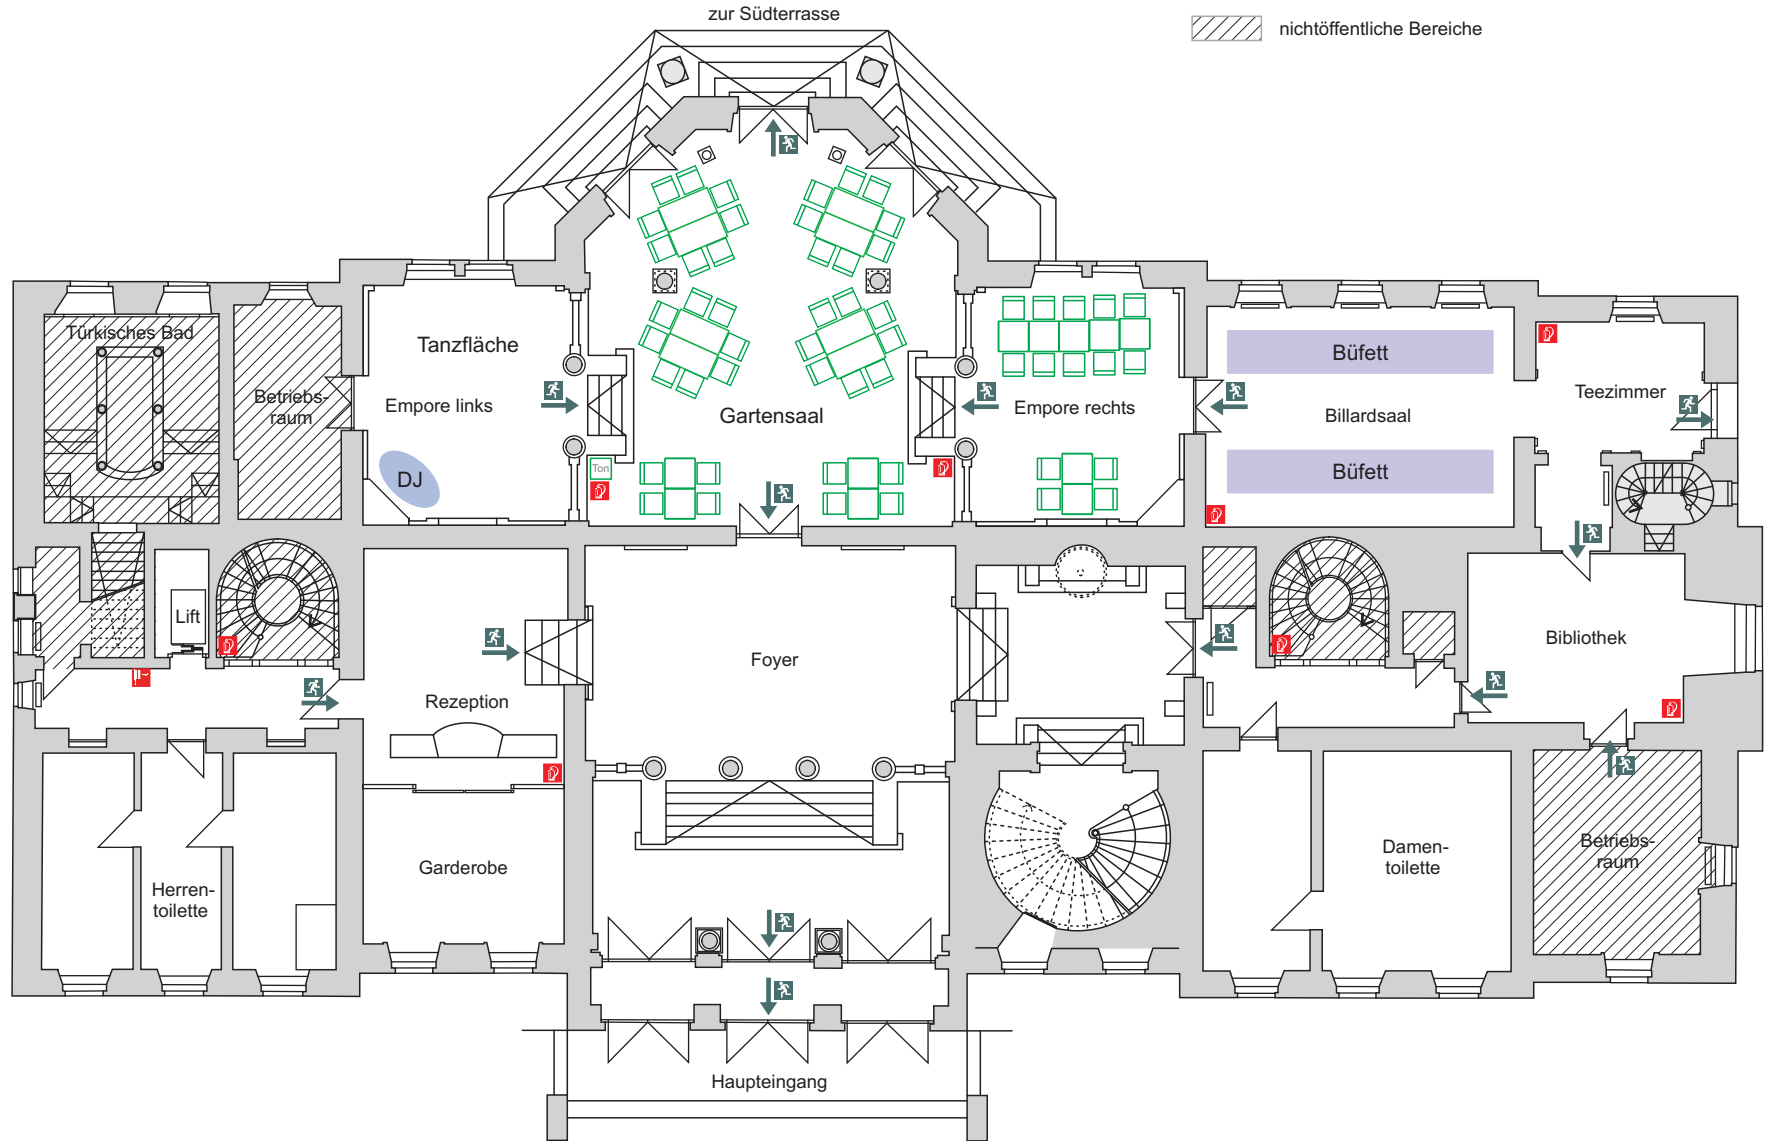 zur Südterrasse
nichtöffentliche Bereiche
Türkisches Bad
Betriebs-
raum
Tanzfläche
Empore links
DJ
Ton
Gartensaal
Empore rechts
Büfett
Billardsaal
Büfett
Teezimmer
Lift
Rezeption
Foyer
Bibliothek
Herren-
toilette
Garderobe
Damen-
toilette
Betriebs-
raum
Haupteingang